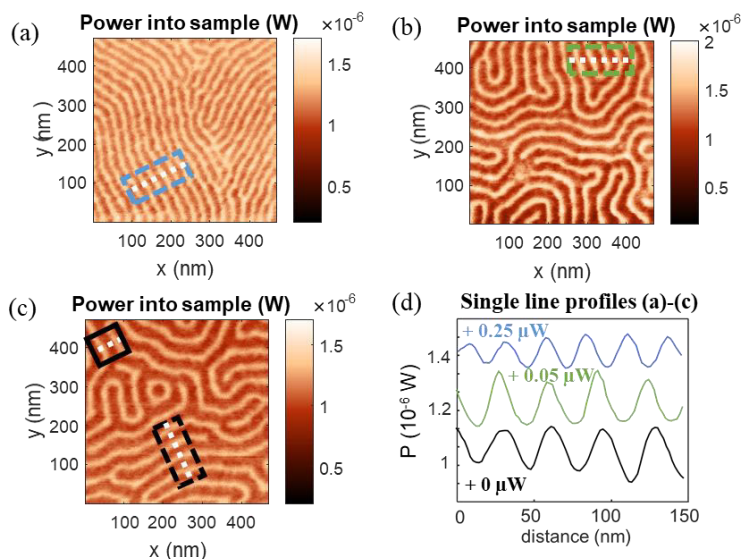 (a)
Power into sample (W)
×10⁻⁶
400
300
200
100
y (nm)
100 200 300 400
x (nm)
1.5
1
0.5
(b)
Power into sample (W)
×10⁻⁶
400
300
200
100
y (nm)
100 200 300 400
x (nm)
2
1.5
1
0.5
(c)
Power into sample (W)
×10⁻⁶
400
300
200
100
y (nm)
100 200 300 400
x (nm)
1.5
1
0.5
(d)
Single line profiles (a)-(c)
+ 0.25 µW
+ 0.05 µW
+ 0 µW
1.4
1.2
1
P (10⁻⁶ W)
0 50 100 150
distance (nm)